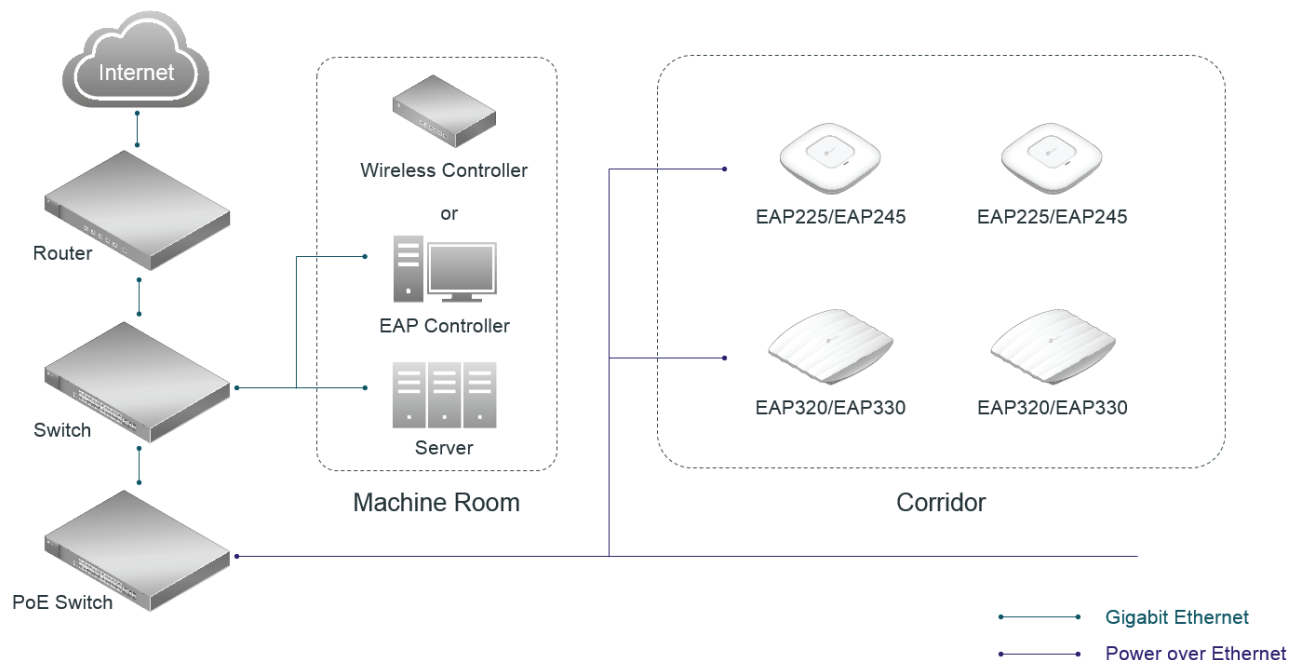 Internet
Router
Switch
PoE Switch
Wireless Controller
or
EAP Controller
Server
Machine Room
EAP225/EAP245
EAP225/EAP245
EAP320/EAP330
EAP320/EAP330
Corridor
Gigabit Ethernet
Power over Ethernet